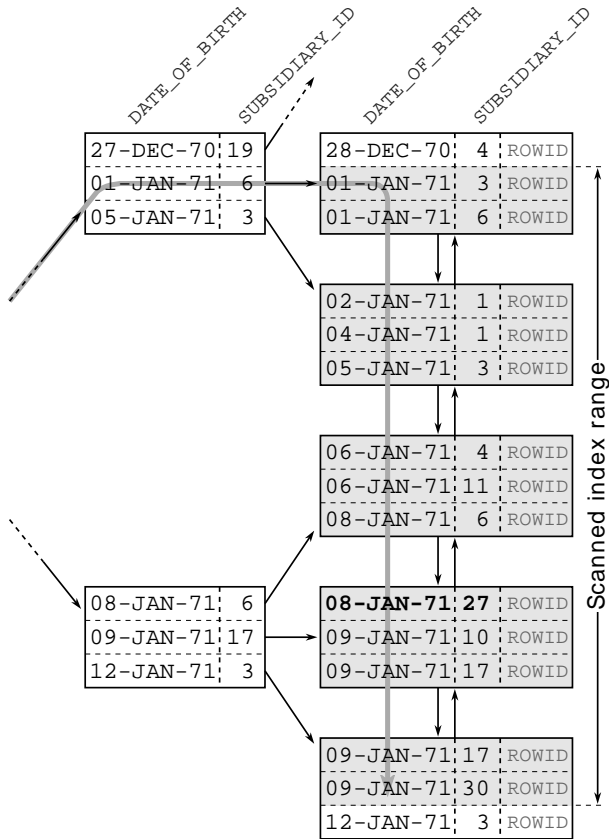 DATE_OF_BIRTH
SUBSIDIARY_ID
DATE_OF_BIRTH
SUBSIDIARY_ID
27-DEC-70 19
01-JAN-71 6
05-JAN-71 3
28-DEC-70 4 ROWID
01-JAN-71 3 ROWID
01-JAN-71 6 ROWID
02-JAN-71 1 ROWID
04-JAN-71 1 ROWID
05-JAN-71 3 ROWID
06-JAN-71 4 ROWID
06-JAN-71 11 ROWID
08-JAN-71 6 ROWID
08-JAN-71 6
09-JAN-71 17
12-JAN-71 3
08-JAN-71 27 ROWID
09-JAN-71 10 ROWID
09-JAN-71 17 ROWID
09-JAN-71 17 ROWID
09-JAN-71 30 ROWID
12-JAN-71 3 ROWID
Scanned index range